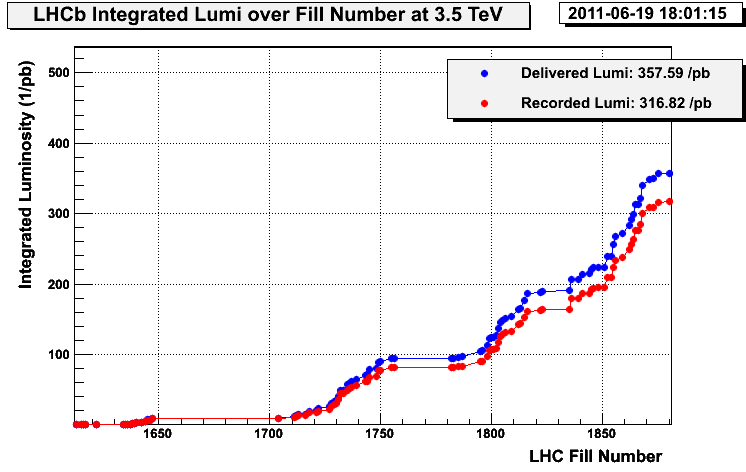 LHCb Integrated Lumi over Fill Number at 3.5 TeV
2011-06-19 18:01:15
Delivered Lumi: 357.59 /pb
Recorded Lumi: 316.82 /pb
Integrated Luminosity (1/pb)
500
400
300
200
100
1650 1700 1750 1800 1850
LHC Fill Number